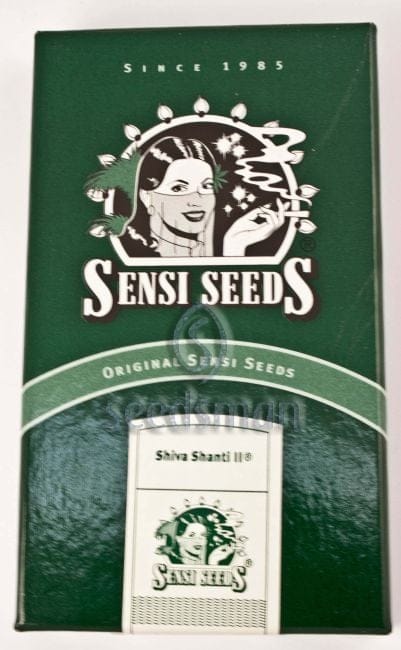 SINCE 1985
SENSI SEEDS®
ORIGINAL SENSI SEEDS
seedsman
Shiva Shanti II®
SENSI SEEDS®